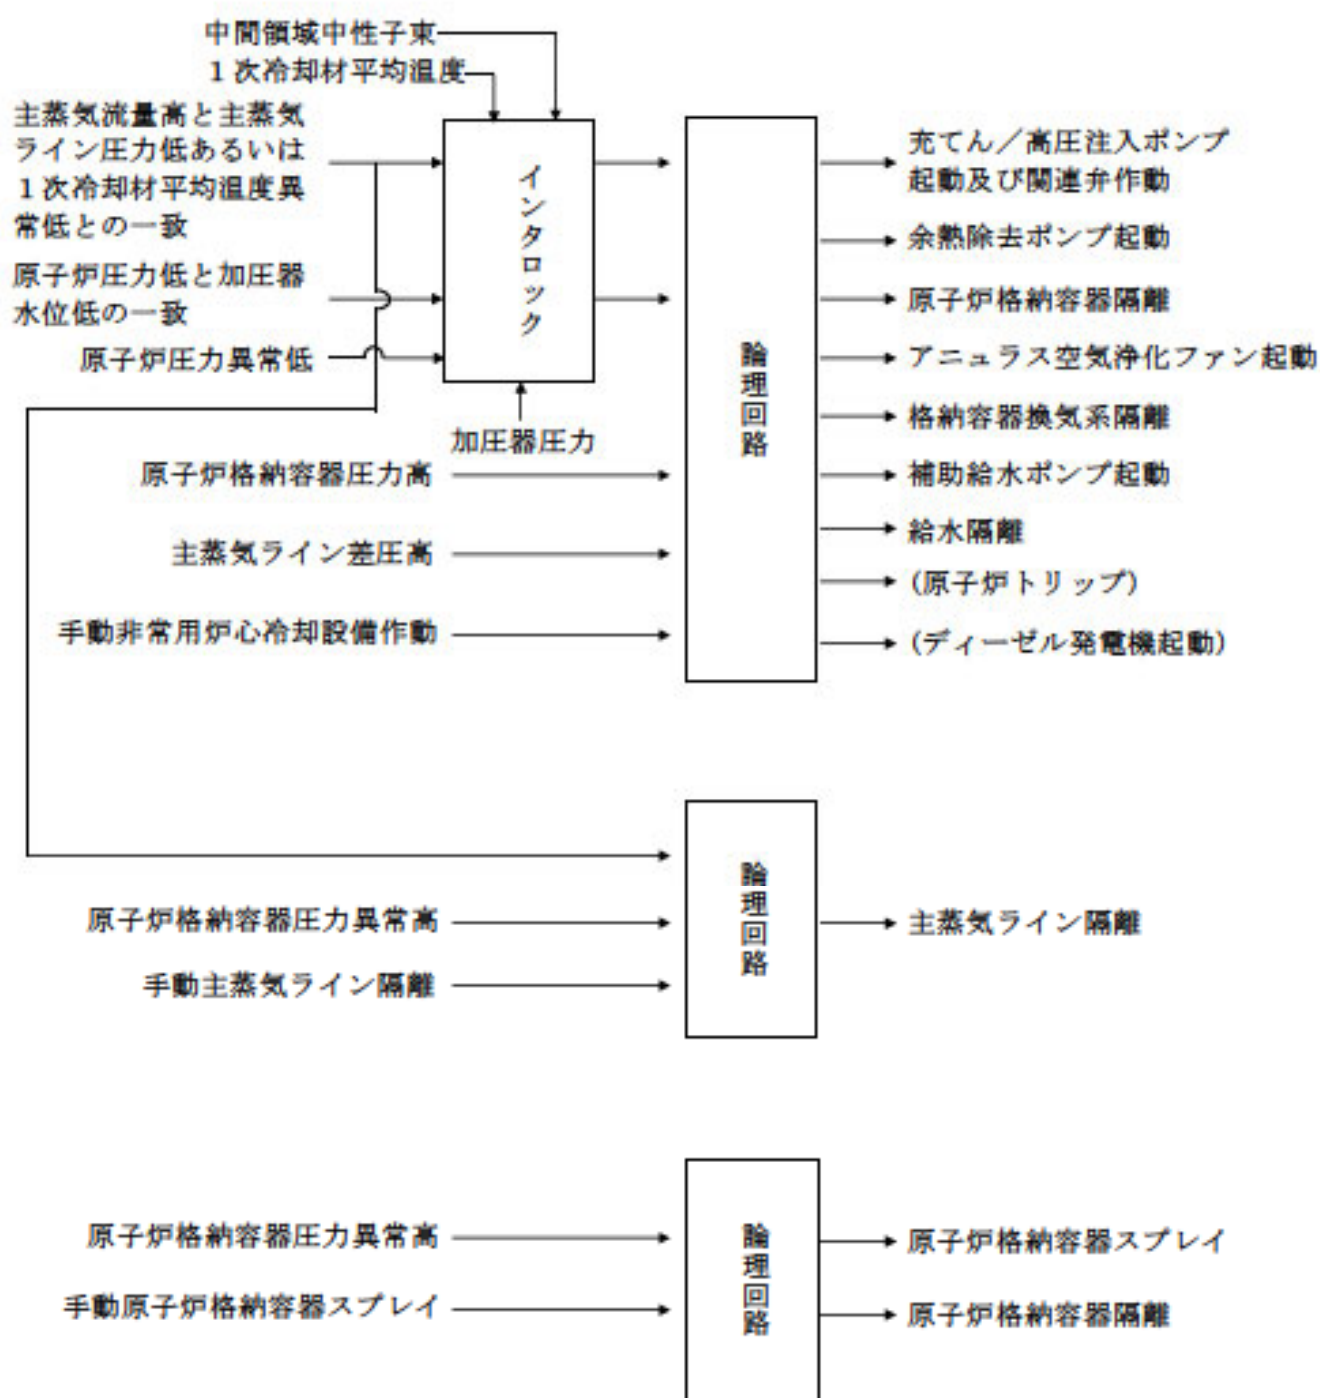 中間領域中性子束
１次冷却材平均温度
主蒸気流量高と主蒸気
ライン圧力低あるいは
１次冷却材平均温度異
常低との一致
原子炉圧力低と加圧器
水位低の一致
原子炉圧力異常低
インタロック
加圧器圧力
原子炉格納容器圧力高
主蒸気ライン差圧高
手動非常用炉心冷却設備作動
論理回路
充てん／高圧注入ポンプ
起動及び関連弁作動
余熱除去ポンプ起動
原子炉格納容器隔離
アニュラス空気浄化ファン起動
格納容器換気系隔離
補助給水ポンプ起動
給水隔離
（原子炉トリップ）
（ディーゼル発電機起動）
原子炉格納容器圧力異常高
手動主蒸気ライン隔離
論理回路
主蒸気ライン隔離
原子炉格納容器圧力異常高
手動原子炉格納容器スプレイ
論理回路
原子炉格納容器スプレイ
原子炉格納容器隔離